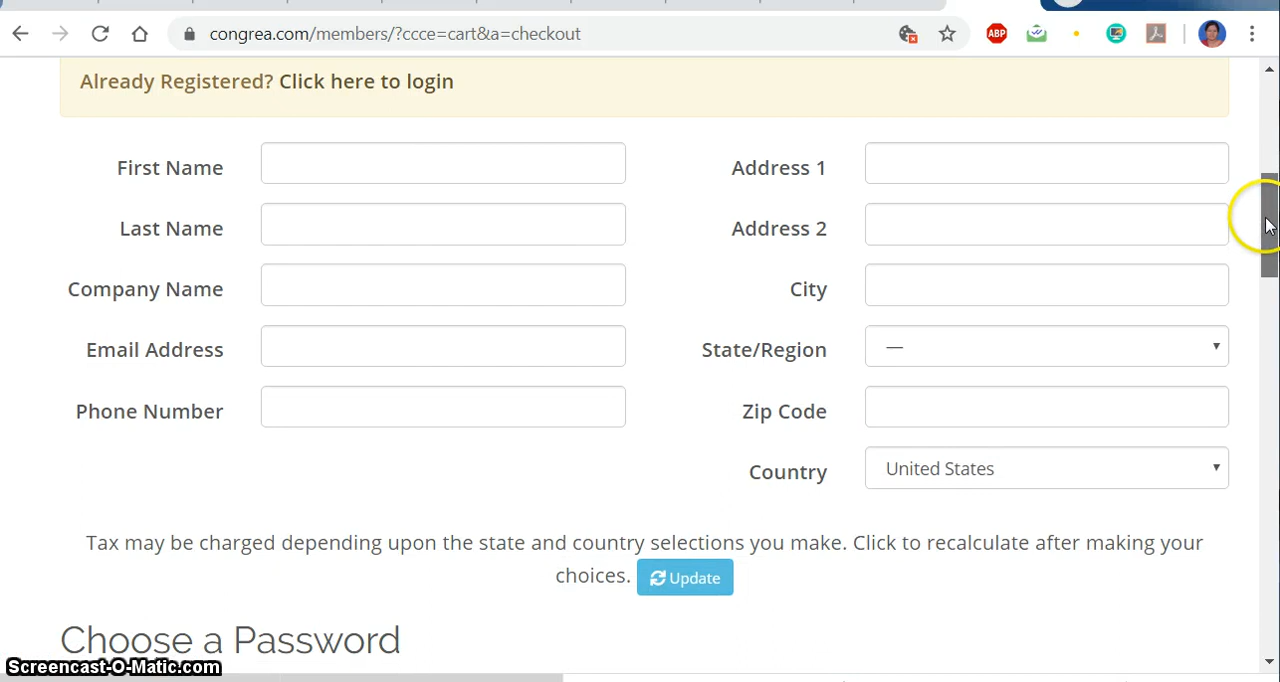 congrea.com/members/?ccce=cart&a=checkout
ABP
Already Registered? Click here to login
First Name
Address 1
Last Name
Address 2
Company Name
City
Email Address
State/Region
—
Phone Number
Zip Code
Country
United States
Tax may be charged depending upon the state and country selections you make. Click to recalculate after making your
choices. Update
Choose a Password
Screencast-O-Matic.com